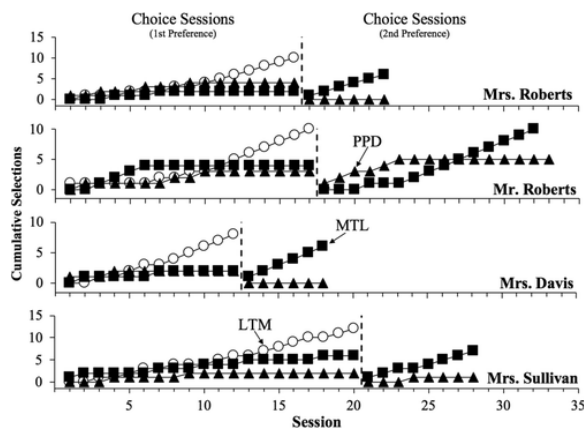 Choice Sessions
(1st Preference)
Choice Sessions
(2nd Preference)
10
5
0
Mrs. Roberts
10
5
0
PPD
Mr. Roberts
10
5
0
MTL
Mrs. Davis
15
10
5
0
LTM
Mrs. Sullivan
5
10
15
20
25
30
35
Session
Cumulative Selections